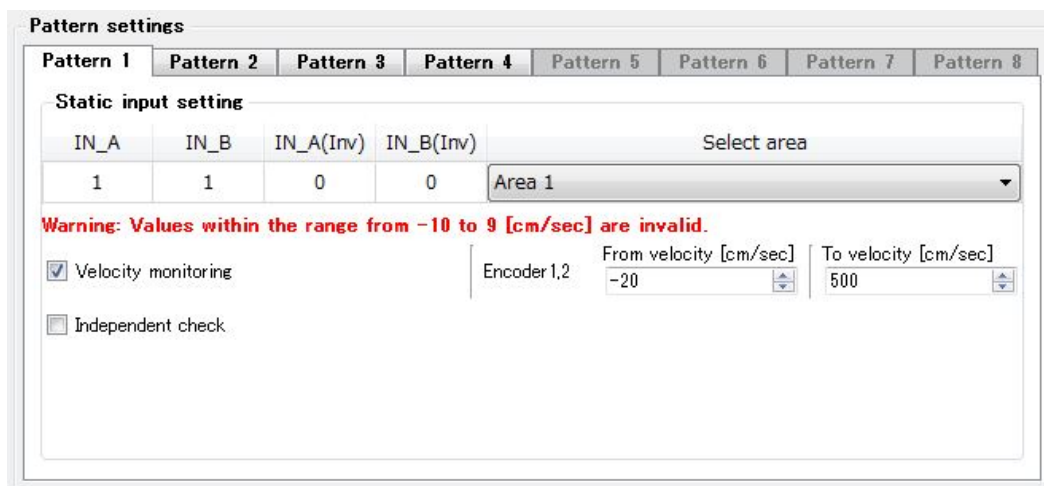 Pattern settings
Pattern 1 Pattern 2 Pattern 3 Pattern 4 Pattern 5 Pattern 6 Pattern 7 Pattern 8
Static input setting
IN_A IN_B IN_A(Inv) IN_B(Inv) Select area
1 1 0 0 Area 1
Warning: Values within the range from -10 to 9 [cm/sec] are invalid.
From velocity [cm/sec] To velocity [cm/sec]
Velocity monitoring Encoder1,2 -20 500
Independent check